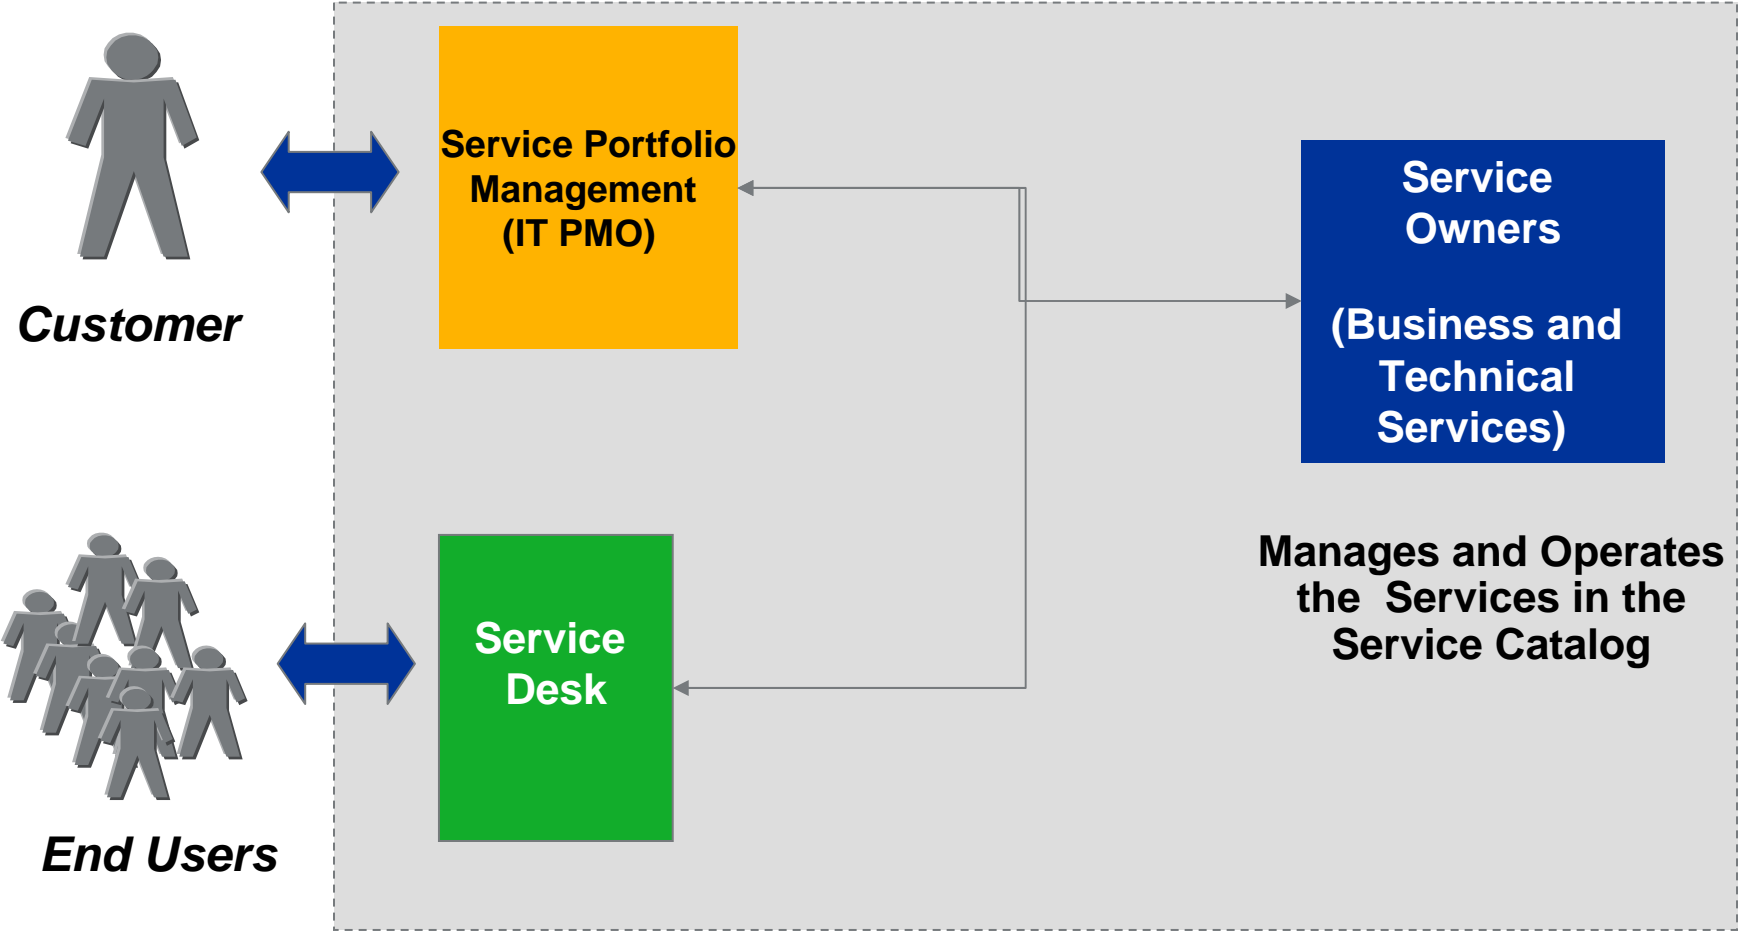 Customer
Service Portfolio
Management
(IT PMO)
Service
Owners
(Business and
Technical
Services)
Manages and Operates
the  Services in the
Service Catalog
Service
Desk
End Users